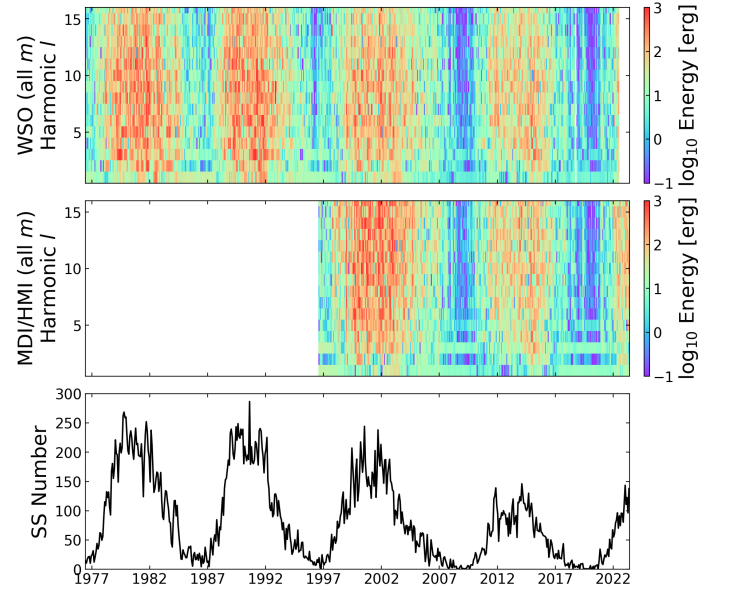 WSO (all m)
Harmonic l
15
10
5
3
2
1
0
−1
log10 Energy [erg]
MDI/HMI (all m)
Harmonic l
15
10
5
3
2
1
0
−1
log10 Energy [erg]
SS Number
300
250
200
150
100
50
0
1977 1982 1987 1992 1997 2002 2007 2012 2017 2022